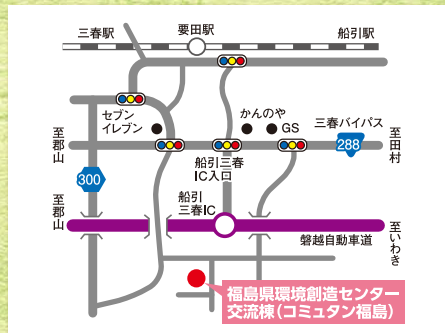 三春駅
要田駅
船引駅
セブン
イレブン
かんのや
GS
三春バイパス
288
至郡山
至田村
船引三春
IC入口
300
船引
三春IC
至郡山
至いわき
磐越自動車道
福島県環境創造センター
交流棟(コミュタン福島)